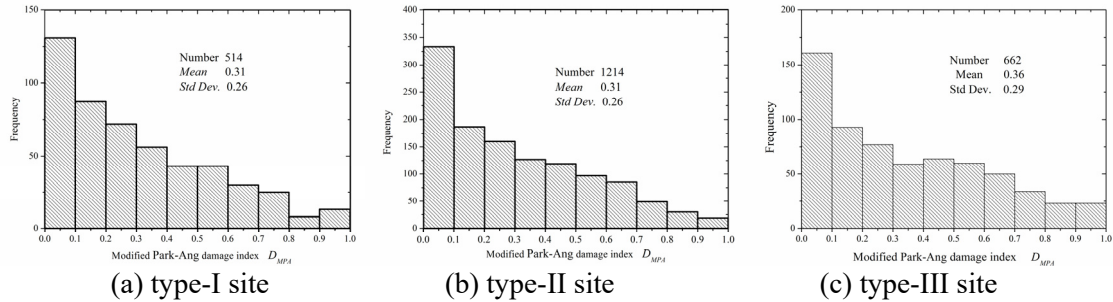 150
100
50
0
Frequency
Number 514
Mean 0.31
Std Dev. 0.26
0.0 0.1 0.2 0.3 0.4 0.5 0.6 0.7 0.8 0.9 1.0
Modified Park-Ang damage index D_MPA
(a) type-I site
400
350
300
250
200
150
100
50
0
Frequency
Number 1214
Mean 0.31
Std Dev. 0.26
0.0 0.1 0.2 0.3 0.4 0.5 0.6 0.7 0.8 0.9 1.0
Modified Park-Ang damage index D_MPA
(b) type-II site
200
150
100
50
0
Frequency
Number 662
Mean 0.36
Std Dev. 0.29
0.0 0.1 0.2 0.3 0.4 0.5 0.6 0.7 0.8 0.9 1.0
Modified Park-Ang damage index D_MPA
(c) type-III site